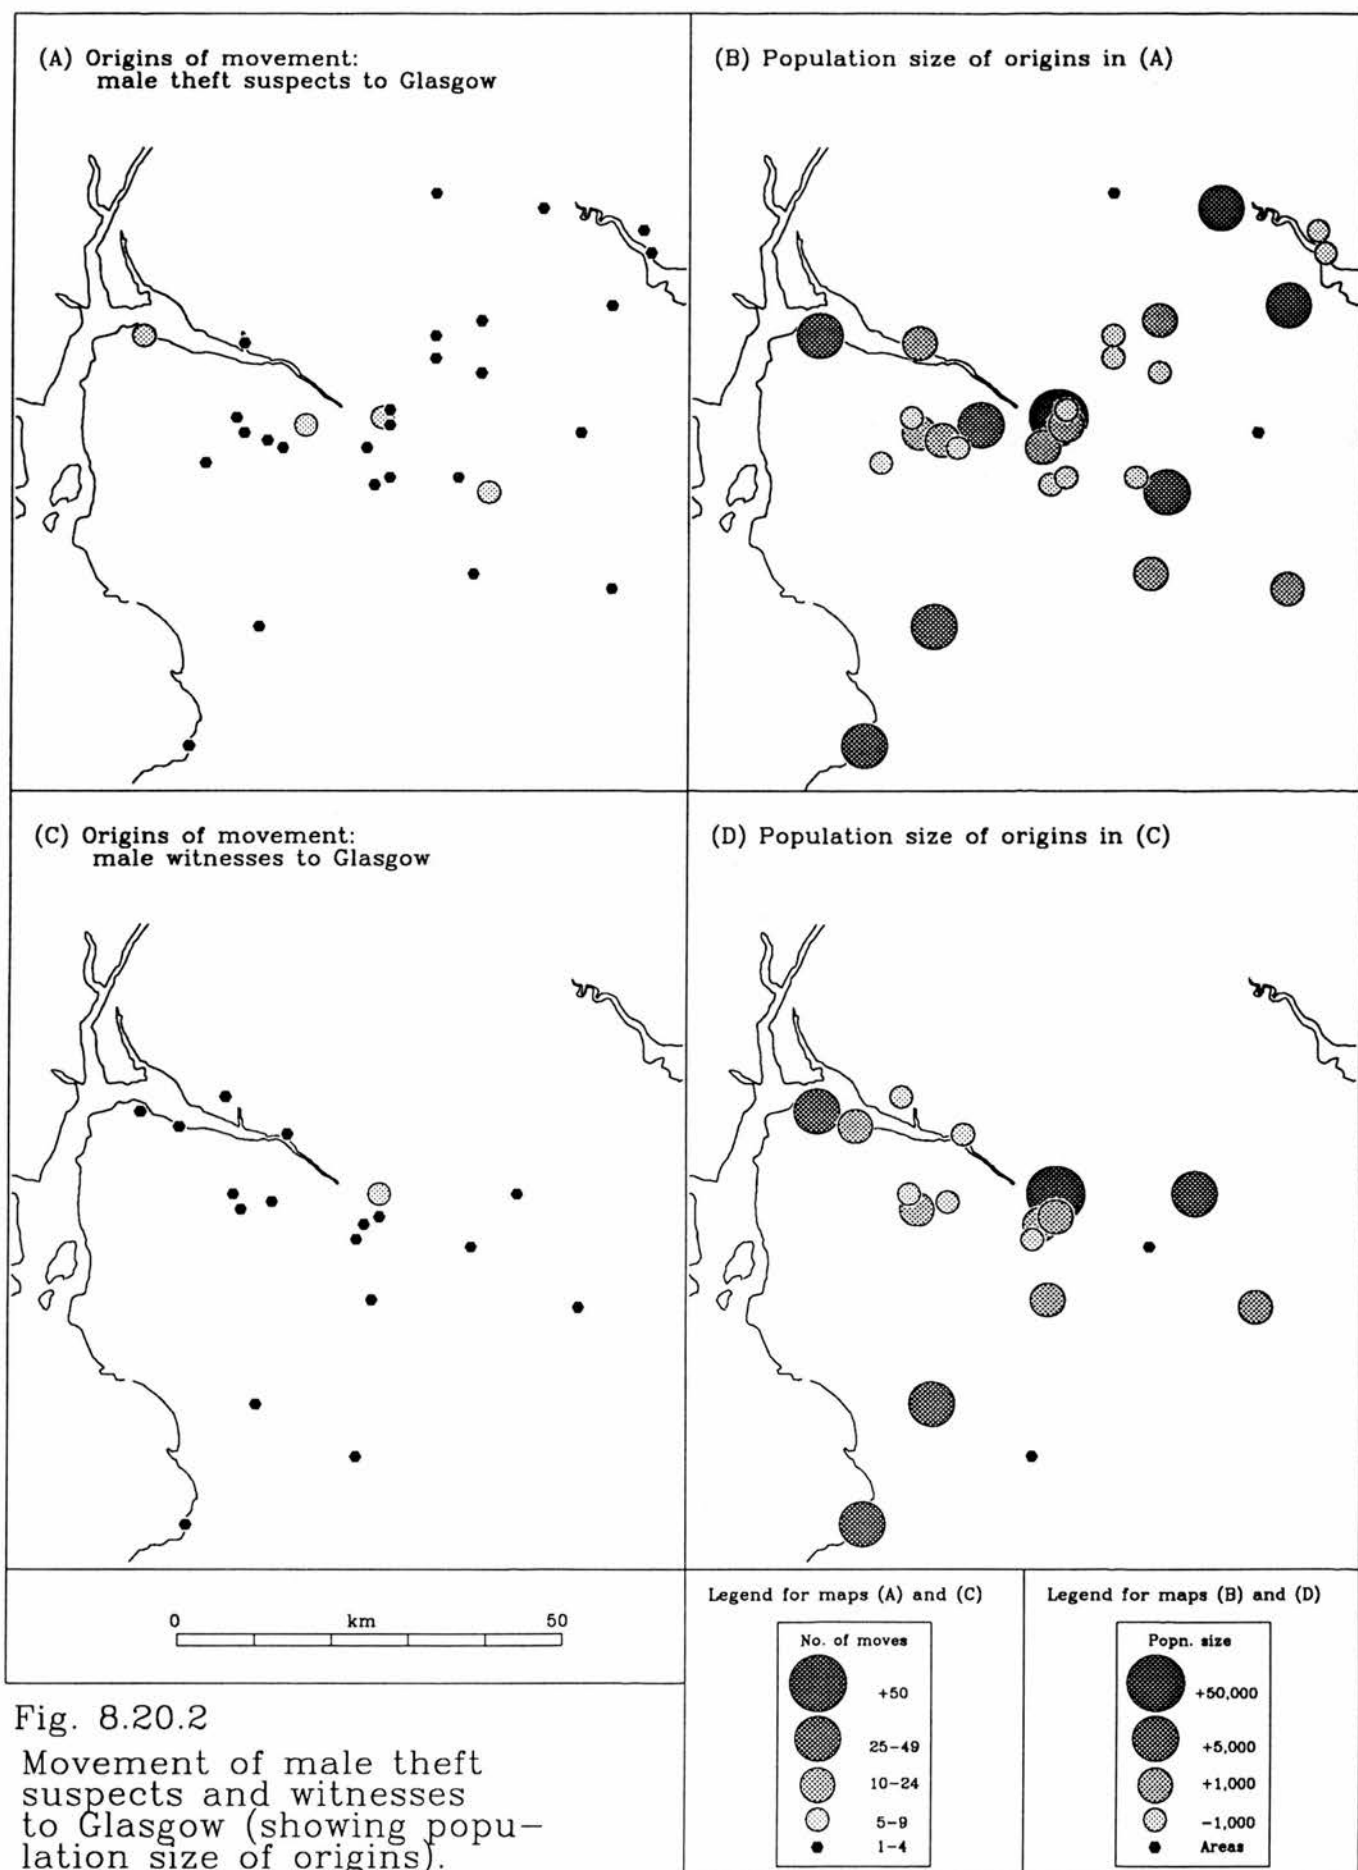 (A) Origins of movement:
male theft suspects to Glasgow
(B) Population size of origins in (A)
(C) Origins of movement:
male witnesses to Glasgow
(D) Population size of origins in (C)
0 km 50
Legend for maps (A) and (C)
No. of moves
+50
25-49
10-24
5-9
1-4
Legend for maps (B) and (D)
Popn. size
+50,000
+5,000
+1,000
-1,000
Areas
Fig. 8.20.2
Movement of male theft
suspects and witnesses
to Glasgow (showing popu-
lation size of origins).